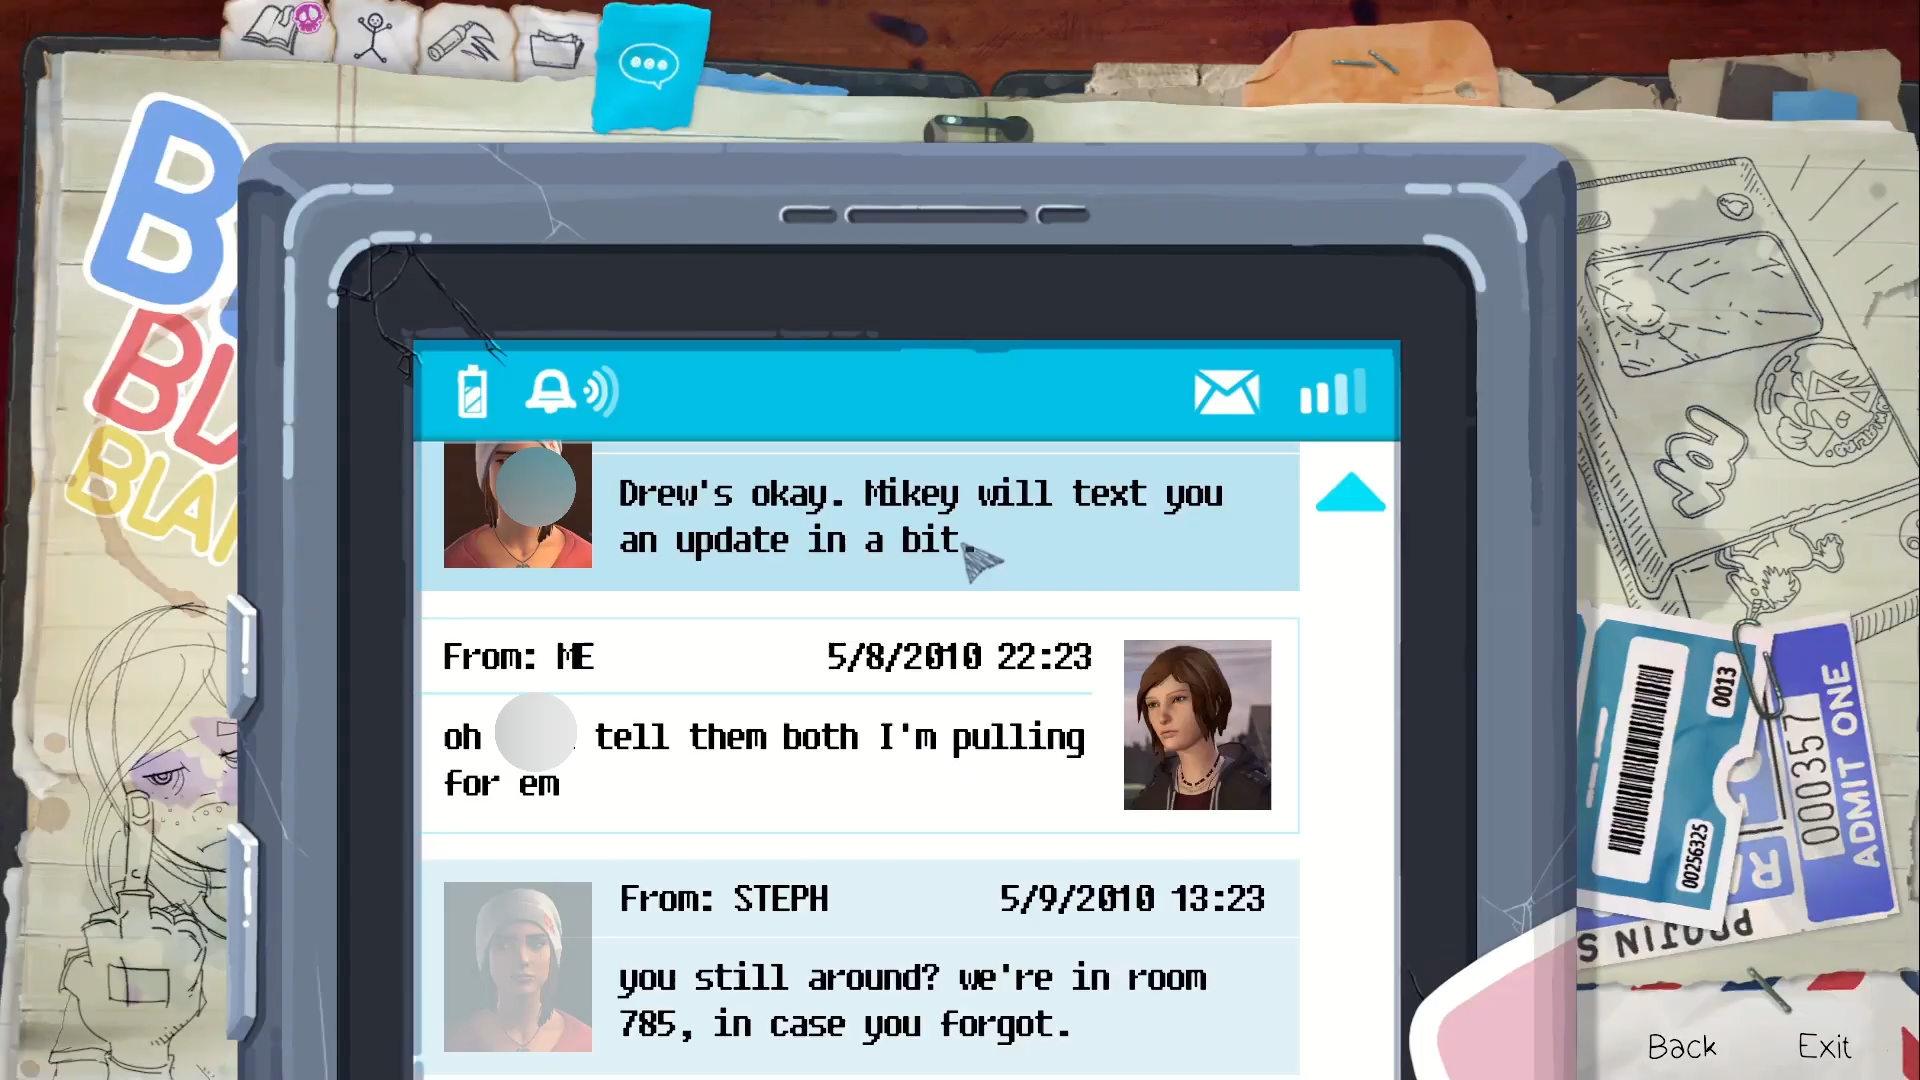 Drew's okay. Mikey will text you
an update in a bit.
From: ME 5/8/2010 22:23
oh tell them both I'm pulling
for em
From: STEPH 5/9/2010 13:23
you still around? we're in room
785, in case you forgot.
0013
00256325
000357
ADMIT ONE
Back Exit